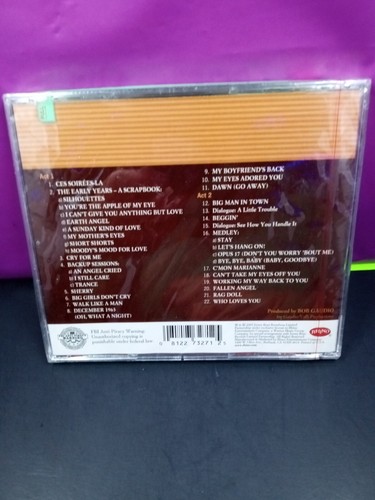 Act 1
1. CES SOIRÉES-LA
2. THE EARLY YEARS – A SCRAPBOOK:
a) SILHOUETTES
b) YOU'RE THE APPLE OF MY EYE
c) I CAN'T GIVE YOU ANYTHING BUT LOVE
d) EARTH ANGEL
e) A SUNDAY KIND OF LOVE
f) MY MOTHER'S EYES
g) SHORT SHORTS
h) MOODY'S MOOD FOR LOVE
3. CRY FOR ME
4. BACKUP SESSIONS:
a) AN ANGEL CRIED
b) I STILL CARE
c) TRANCE
5. SHERRY
6. BIG GIRLS DON'T CRY
7. WALK LIKE A MAN
8. DECEMBER 1963
(OH, WHAT A NIGHT)
9. MY BOYFRIEND'S BACK
10. MY EYES ADORED YOU
11. DAWN (GO AWAY)
Act 2
12. BIG MAN IN TOWN
13. Dialogue: A Little Trouble
14. BEGGIN'
15. Dialogue: See How You Handle It
16. MEDLEY:
a) STAY
b) LET'S HANG ON!
c) OPUS 17 (DON'T YOU WORRY 'BOUT ME)
d) BYE, BYE, BABY (BABY, GOODBYE)
17. C'MON MARIANNE
18. CAN'T TAKE MY EYES OFF YOU
19. WORKING MY WAY BACK TO YOU
20. FALLEN ANGEL
21. RAG DOLL
22. WHO LOVES YOU
Produced by BOB GAUDIO
FBI Anti-Piracy Warning:
Unauthorized copying is
punishable under federal law
8122 73271 2
RHINO